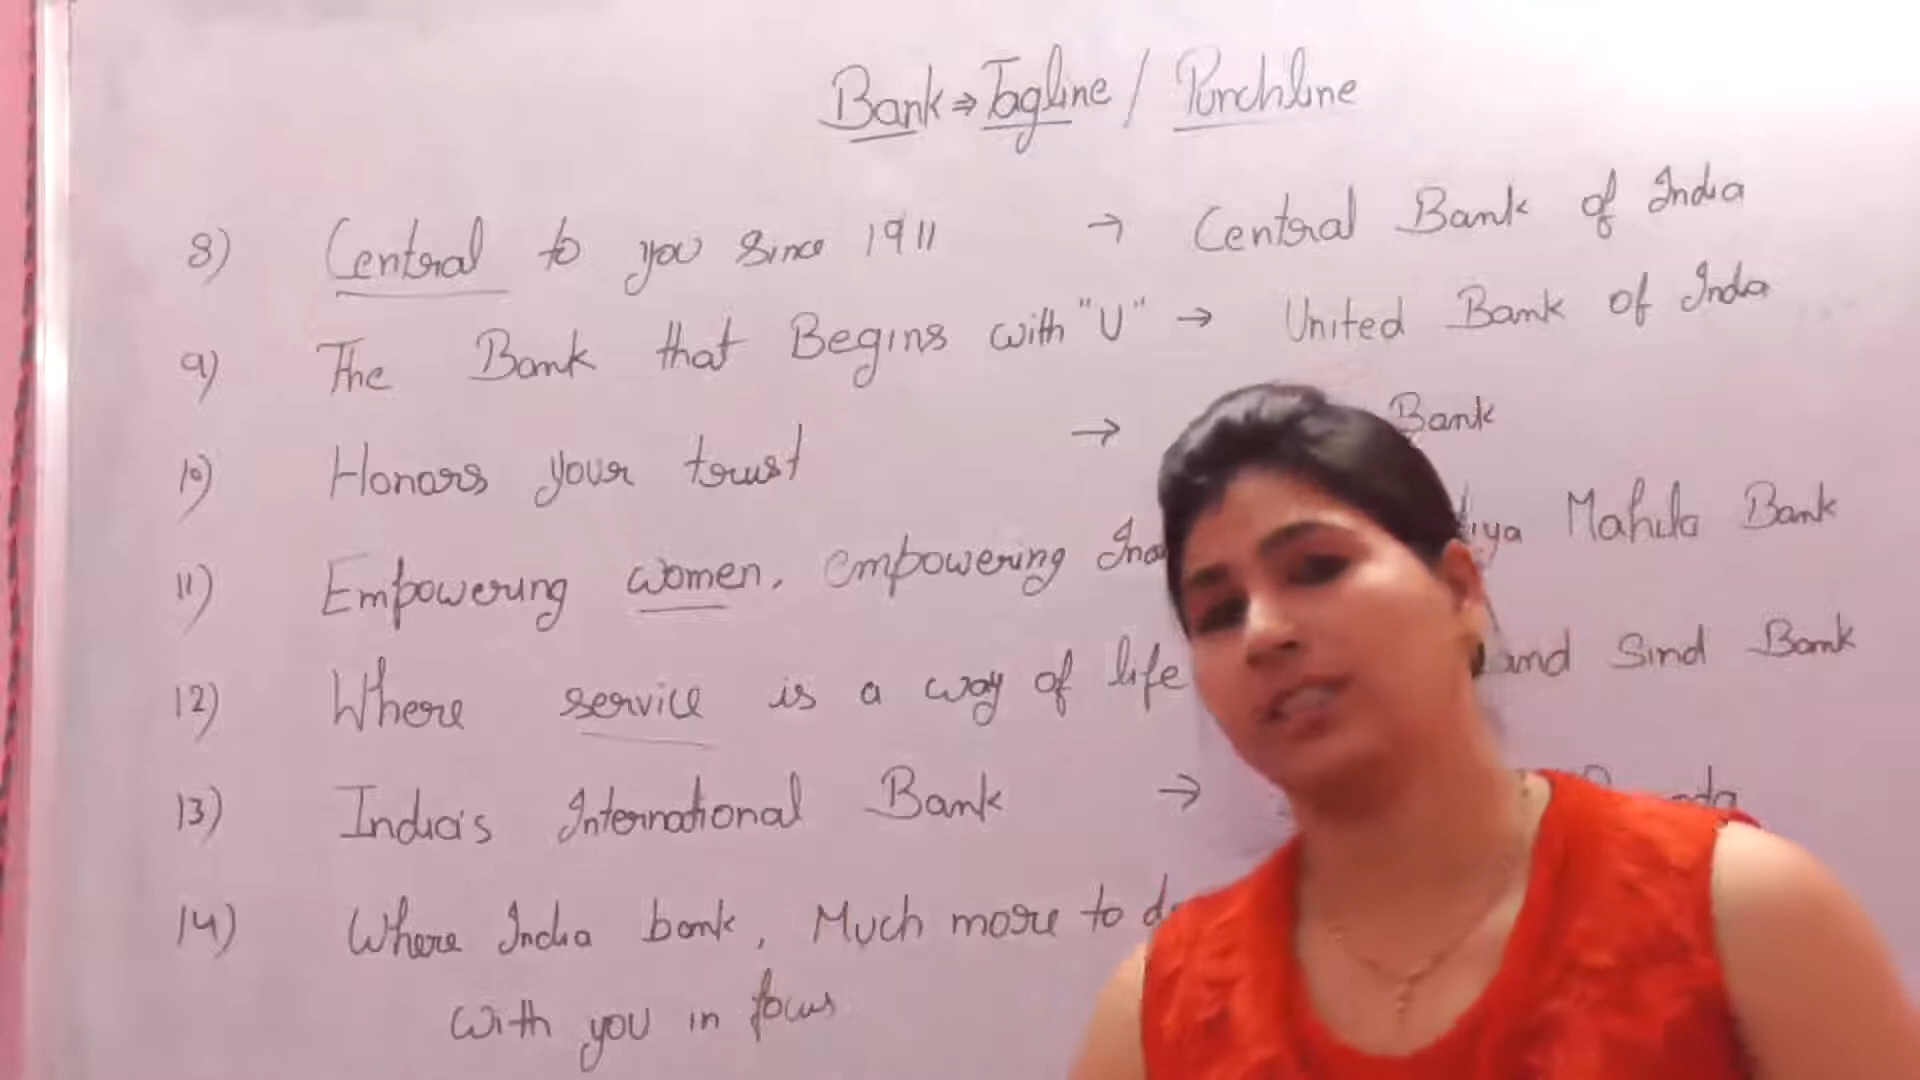 Bank ⇒ Tagline / Punchline
8) Central to you since 1911 → Central Bank of India
9) The Bank that Begins with "U" → United Bank of India
10) Honors your trust → Bank
11) Empowering women, empowering Mahila Bank
12) Where service is a way of life and Sind Bank
13) India's International Bank →
14) Where India bank, Much more to
with you in focus